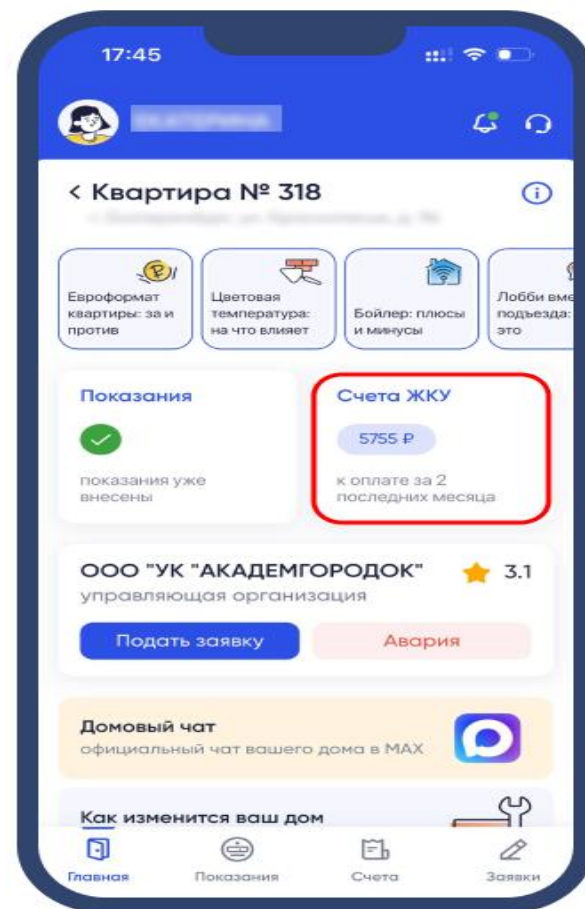 17:45
< Квартира № 318
Евроформат
квартиры: за и
против
Цветовая
температура:
на что влияет
Бойлер: плюсы
и минусы
Лобби вме
подъезда:
это
Показания
показания уже
внесены
Счета ЖКУ
5755 ₽
к оплате за 2
последних месяца
ООО "УК "АКАДЕМГОРОДОК"
3.1
управляющая организация
Подать заявку
Авария
Домовый чат
официальный чат вашего дома в МАХ
Как изменится ваш дом
Главная
Показания
Счета
Заявки